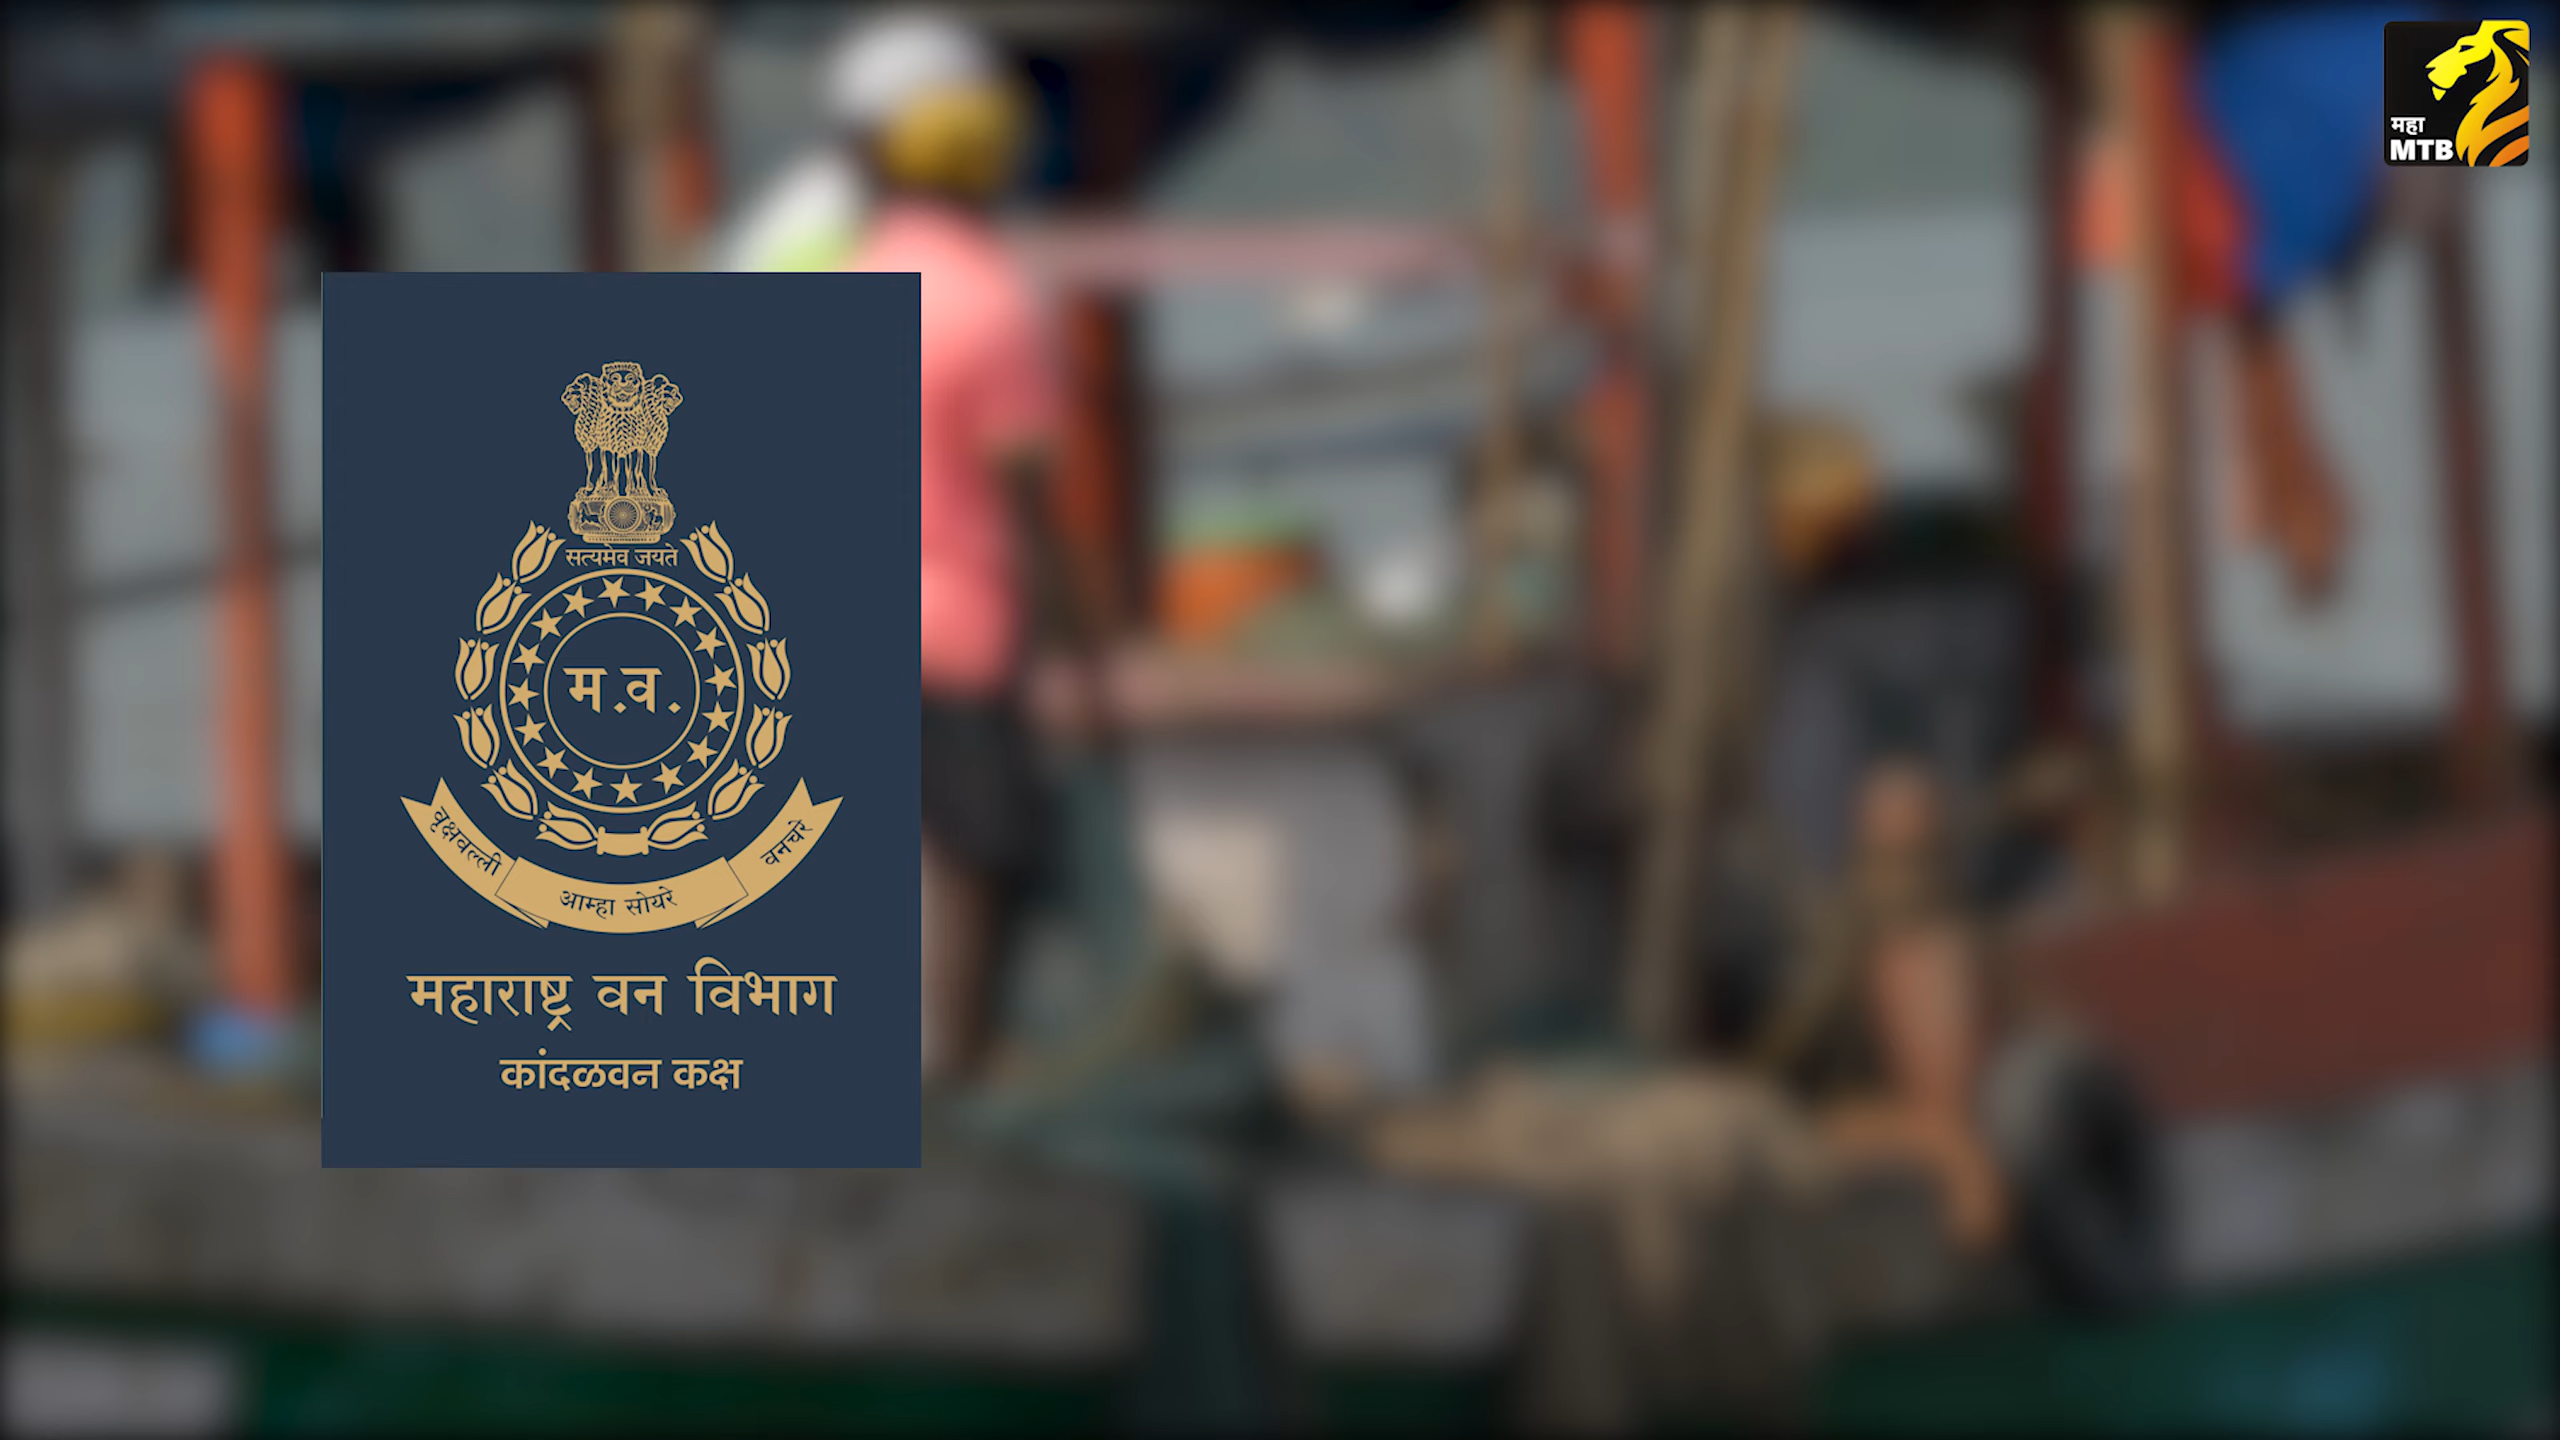 महा
MTB
सत्यमेव जयते
म.व.
वृक्षवल्ली आम्हा सोयरे वनचरे
महाराष्ट्र वन विभाग
कांदळवन कक्ष